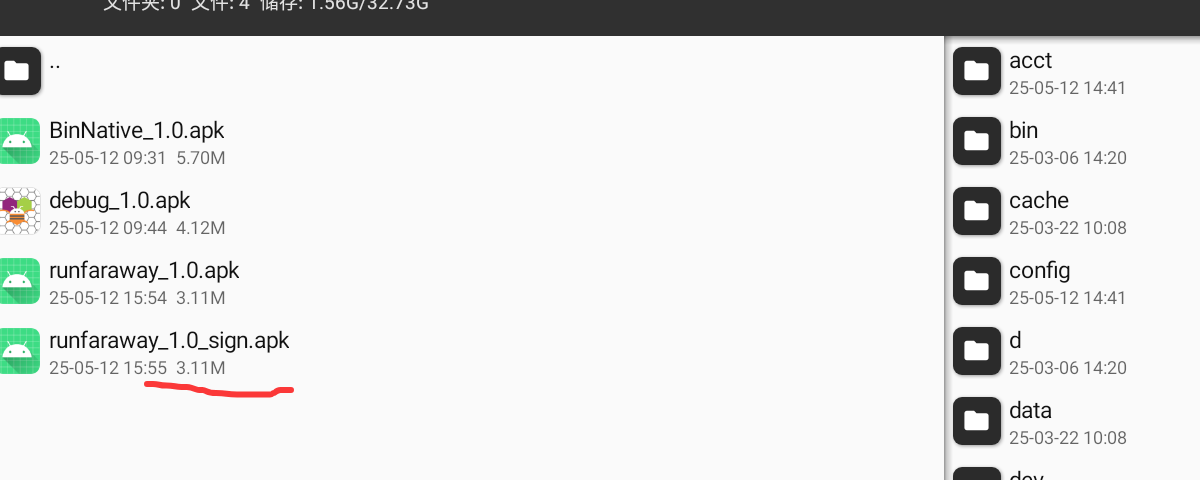 文件夹: 0 文件: 4 储存: 1.56G/32.73G
..
BinNative_1.0.apk
25-05-12 09:31 5.70M
debug_1.0.apk
25-05-12 09:44 4.12M
runfaraway_1.0.apk
25-05-12 15:54 3.11M
runfaraway_1.0_sign.apk
25-05-12 15:55 3.11M
acct
25-05-12 14:41
bin
25-03-06 14:20
cache
25-03-22 10:08
config
25-05-12 14:41
d
25-03-06 14:20
data
25-03-22 10:08
dev